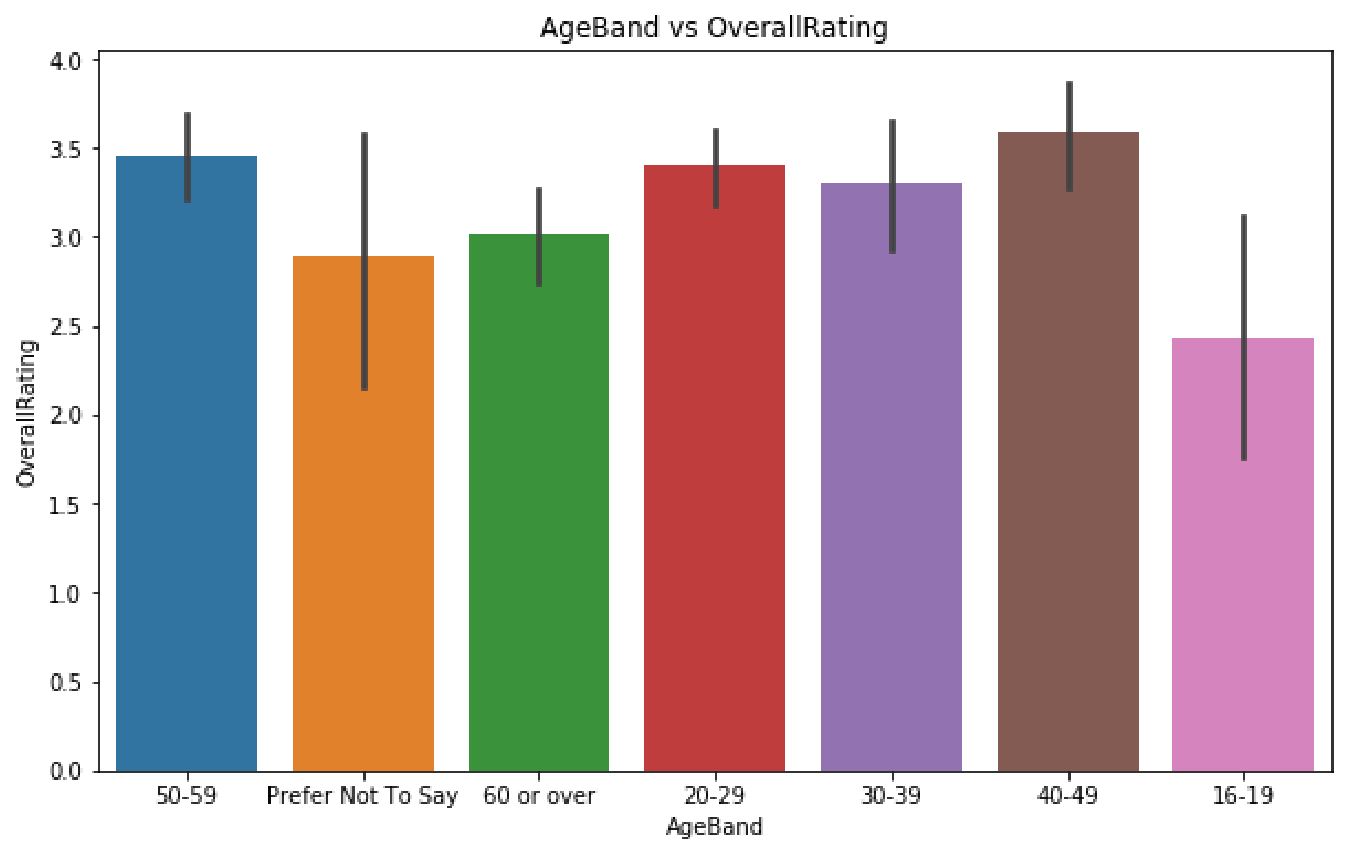 AgeBand vs OverallRating
4.0
3.5
3.0
2.5
2.0
1.5
1.0
0.5
0.0
OverallRating
50-59 Prefer Not To Say 60 or over 20-29 30-39 40-49 16-19
AgeBand